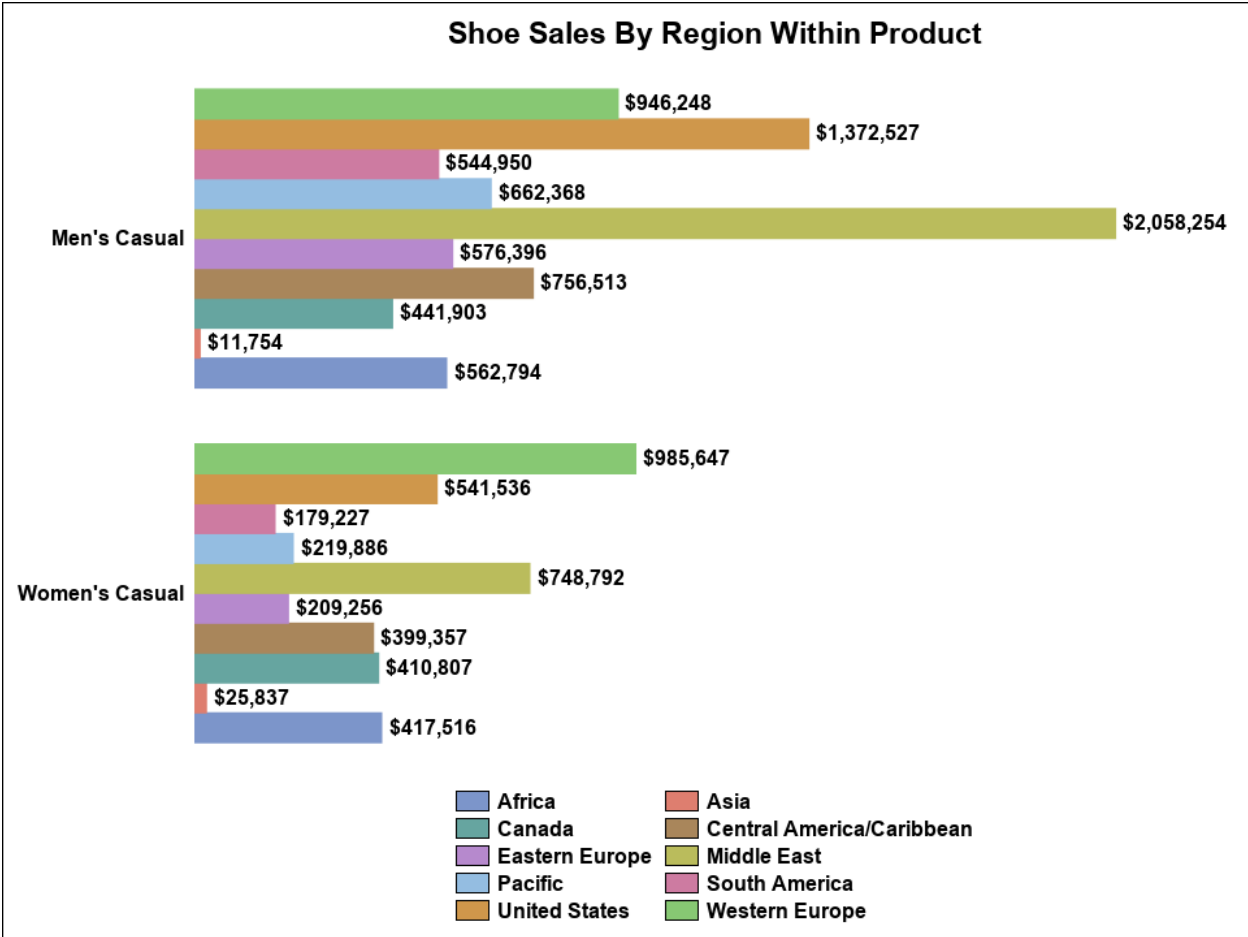 Shoe Sales By Region Within Product
$946,248
$1,372,527
$544,950
$662,368
$2,058,254
Men's Casual
$576,396
$756,513
$441,903
$11,754
$562,794
$985,647
$541,536
$179,227
$219,886
$748,792
Women's Casual
$209,256
$399,357
$410,807
$25,837
$417,516
Africa Asia
Canada Central America/Caribbean
Eastern Europe Middle East
Pacific South America
United States Western Europe